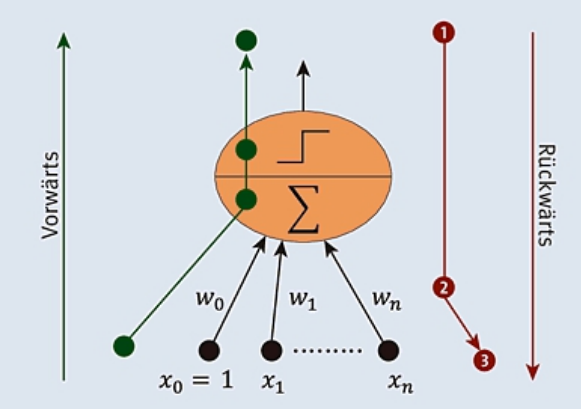 1
Vorwärts
Rückwärts
∑
2
w₀
w₁
wₙ
3
x₀ = 1
x₁
xₙ